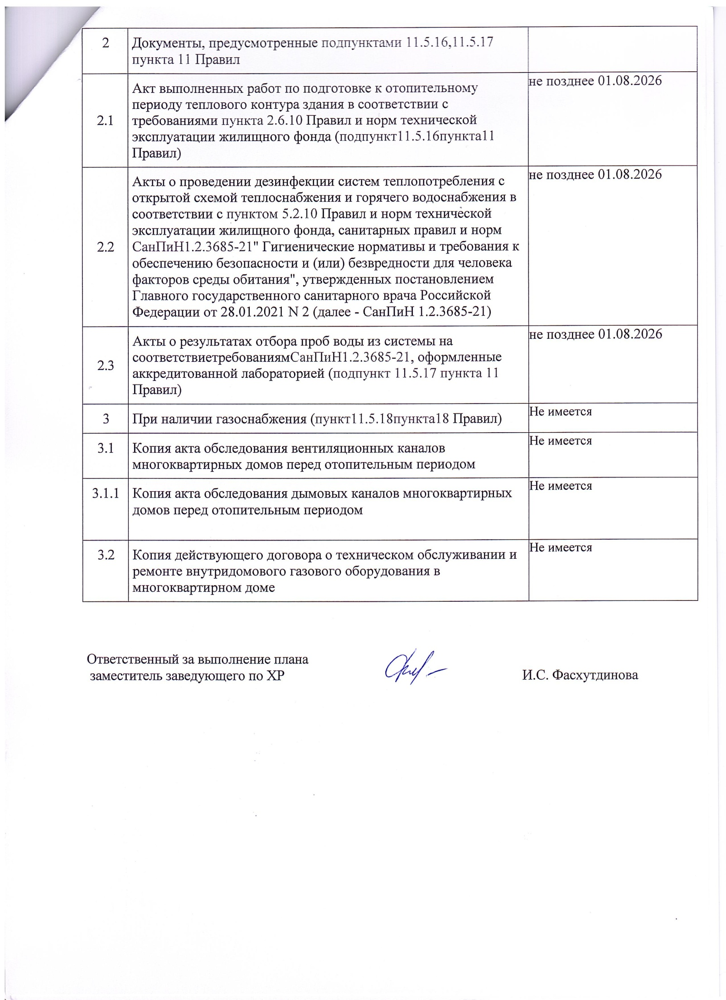 2
Документы, предусмотренные подпунктами 11.5.16,11.5.17
пункта 11 Правил
2.1
Акт выполненных работ по подготовке к отопительному
периоду теплового контура здания в соответствии с
требованиями пункта 2.6.10 Правил и норм технической
эксплуатации жилищного фонда (подпункт11.5.16пункта11
Правил)
не позднее 01.08.2026
2.2
Акты о проведении дезинфекции систем теплопотребления с
открытой схемой теплоснабжения и горячего водоснабжения в
соответствии с пунктом 5.2.10 Правил и норм технической
эксплуатации жилищного фонда, санитарных правил и норм
СанПиН1.2.3685-21" Гигиенические нормативы и требования к
обеспечению безопасности и (или) безвредности для человека
факторов среды обитания", утвержденных постановлением
Главного государственного санитарного врача Российской
Федерации от 28.01.2021 N 2 (далее - СанПиН 1.2.3685-21)
не позднее 01.08.2026
2.3
Акты о результатах отбора проб воды из системы на
соответствиетребованиямСанПиН1.2.3685-21, оформленные
аккредитованной лабораторией (подпункт 11.5.17 пункта 11
Правил)
не позднее 01.08.2026
3
При наличии газоснабжения (пункт11.5.18пункта18 Правил)
Не имеется
3.1
Копия акта обследования вентиляционных каналов
многоквартирных домов перед отопительным периодом
Не имеется
3.1.1
Копия акта обследования дымовых каналов многоквартирных
домов перед отопительным периодом
Не имеется
3.2
Копия действующего договора о техническом обслуживании и
ремонте внутридомового газового оборудования в
многоквартирном доме
Не имеется
Ответственный за выполнение плана
заместитель заведующего по ХР
И.С. Фасхутдинова